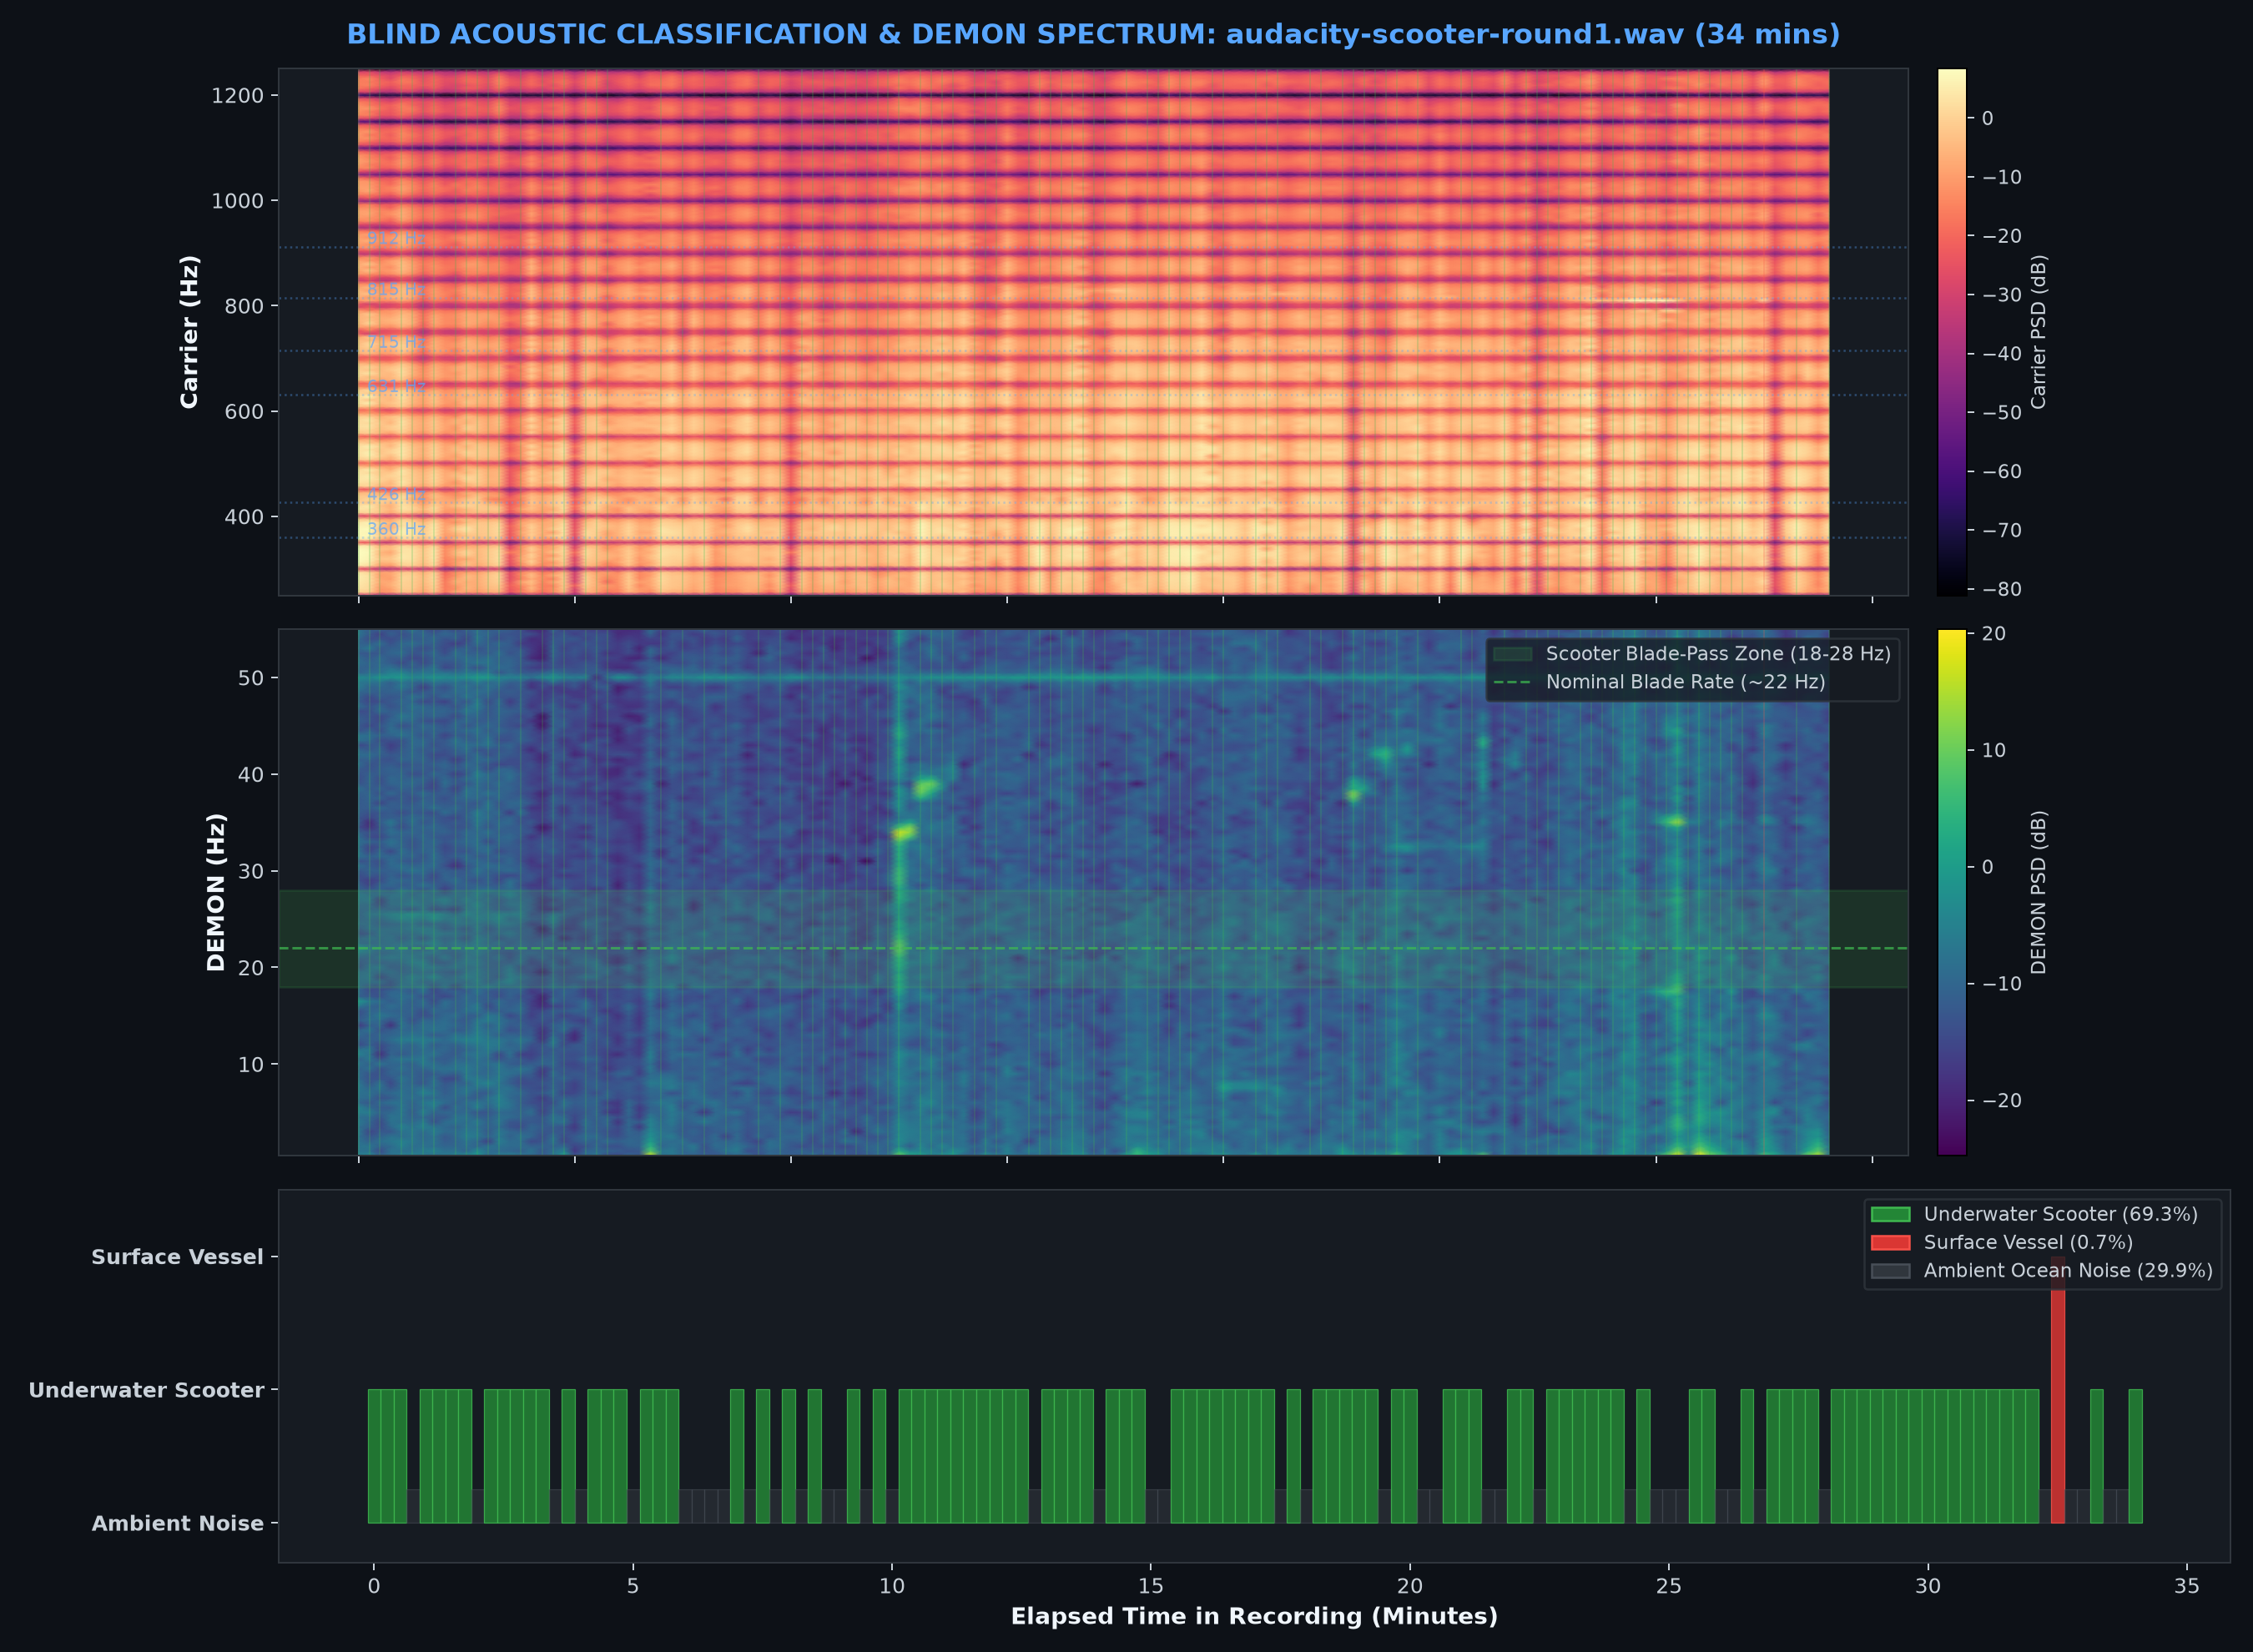 BLIND ACOUSTIC CLASSIFICATION & DEMON SPECTRUM: audacity-scooter-round1.wav (34 mins)
Carrier (Hz)
1200
1000
800
600
400
912 Hz
815 Hz
715 Hz
631 Hz
426 Hz
360 Hz
0
−10
−20
−30
−40
−50
−60
−70
−80
Carrier PSD (dB)
DEMON (Hz)
50
40
30
20
10
Scooter Blade-Pass Zone (18-28 Hz)
Nominal Blade Rate (~22 Hz)
20
10
0
−10
−20
DEMON PSD (dB)
Surface Vessel
Underwater Scooter
Ambient Noise
Underwater Scooter (69.3%)
Surface Vessel (0.7%)
Ambient Ocean Noise (29.9%)
0 5 10 15 20 25 30 35
Elapsed Time in Recording (Minutes)